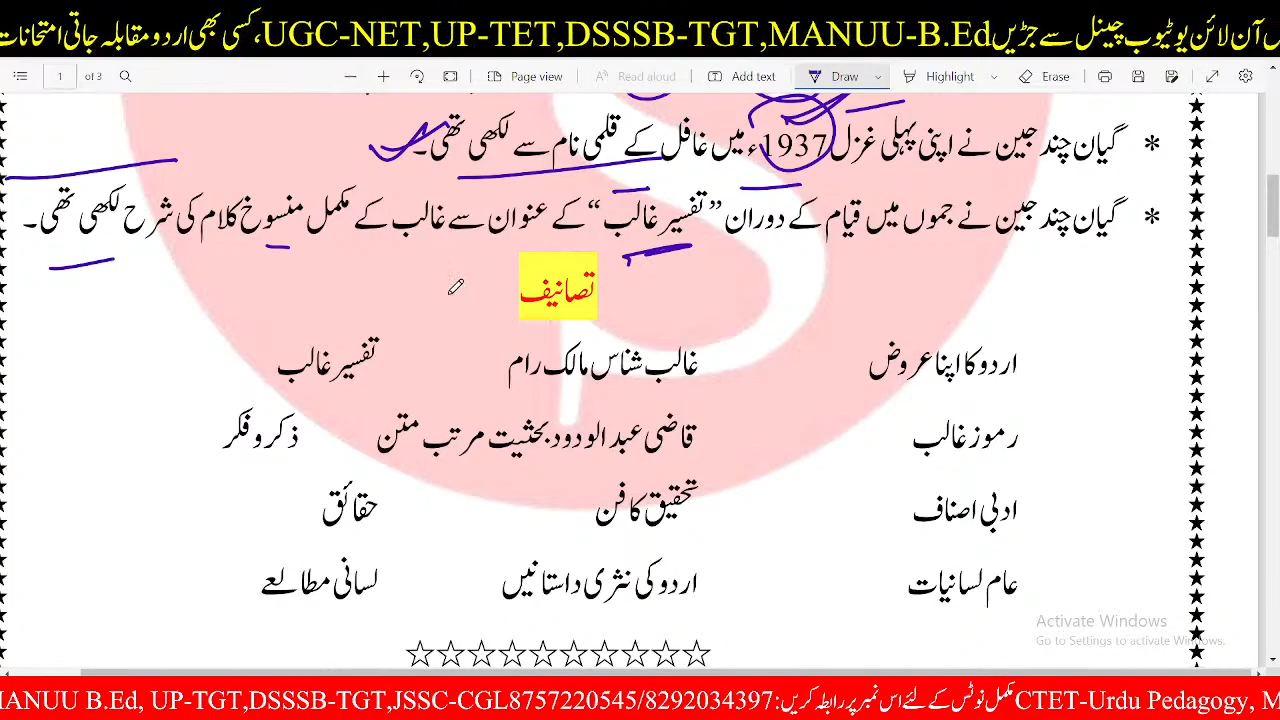 س آن لائن یوٹیوب چینل سے جڑیں UGC-NET,UP-TET,DSSSB-TGT,MANUU-B.Ed، کسی بھی اردو مقابلہ جاتی امتحانات
1 of 3 Page view Read aloud Add text Draw Highlight Erase
* گیان چند جین نے اپنی پہلی غزل 1937ء میں غافل کے قلمی نام سے لکھی تھی۔
* گیان چند جین نے جموں میں قیام کے دوران ”تفسیر غالب“ کے عنوان سے غالب کے مکمل منسوخ کلام کی شرح لکھی تھی۔
تصانیف
اردو کا اپنا عروض غالب شناس مالک رام تفسیر غالب
رموز غالب قاضی عبدالودود بحثیت مرتب متن ذکر و فکر
ادبی اصناف تحقیق کا فن حقائق
عام لسانیات اردو کی نثری داستانیں لسانی مطالعے
Activate Windows
Go to Settings to activate Windows.
☆☆☆☆☆☆☆☆☆☆
CTET-Urdu Pedagogy, M مکمل نوٹس کے لئے اس نمبر پر رابطہ کریں: 8757220545/8292034397 MANUU B.Ed, UP-TGT,DSSSB-TGT,JSSC-CGL